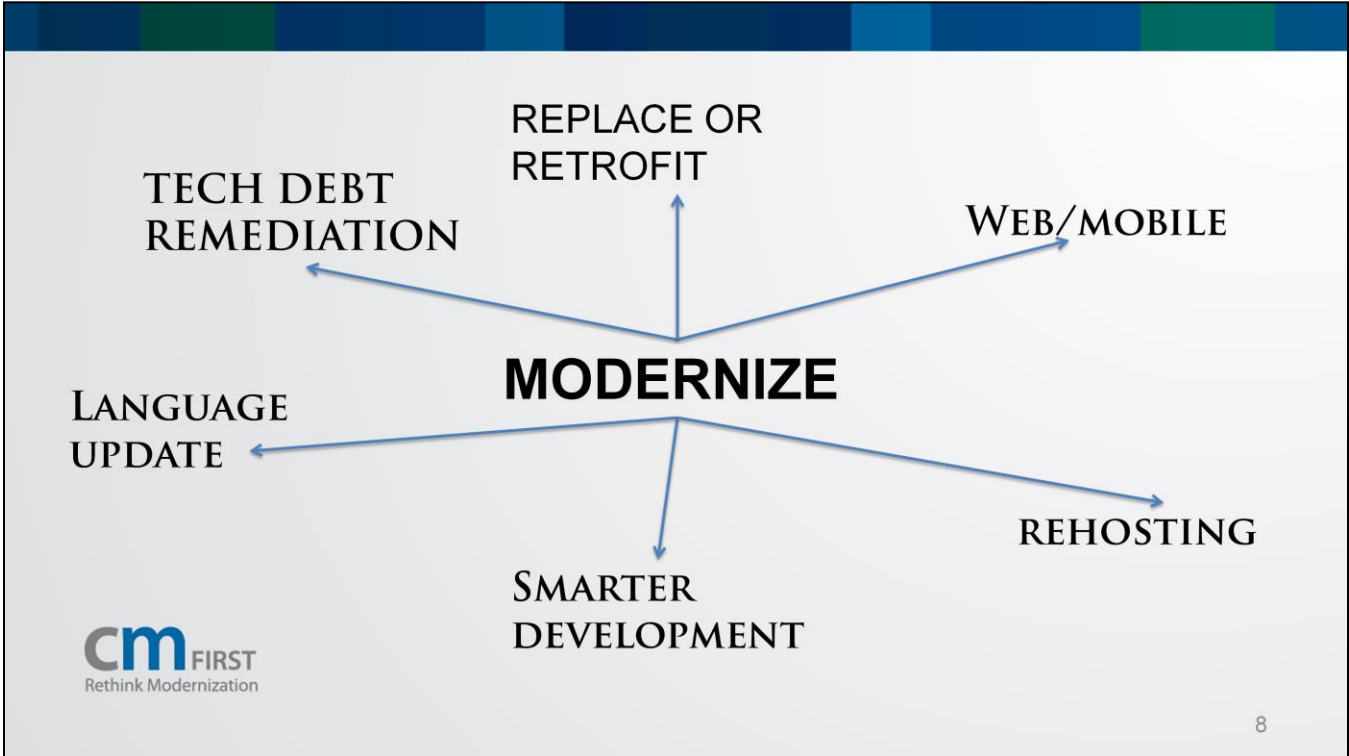 REPLACE OR
RETROFIT
TECH DEBT
REMEDIATION
WEB/MOBILE
MODERNIZE
LANGUAGE
UPDATE
REHOSTING
SMARTER
DEVELOPMENT
cm FIRST
Rethink Modernization
8